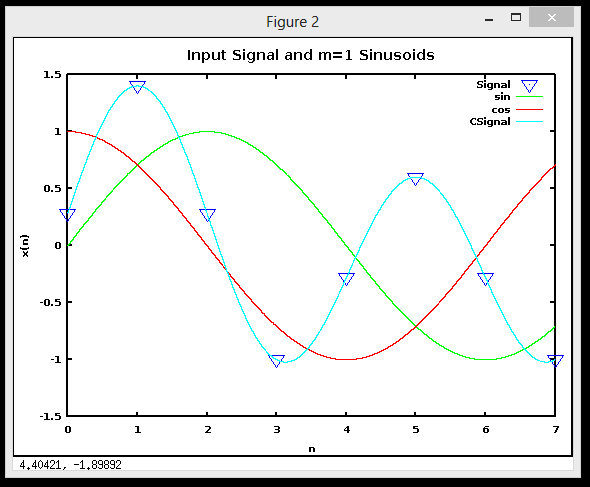 Figure 2
Input Signal and m=1 Sinusoids
Signal
sin
cos
CSignal
1.5
1
0.5
0
-0.5
-1
-1.5
x(n)
0 1 2 3 4 5 6 7
n
4.40421, -1.89892